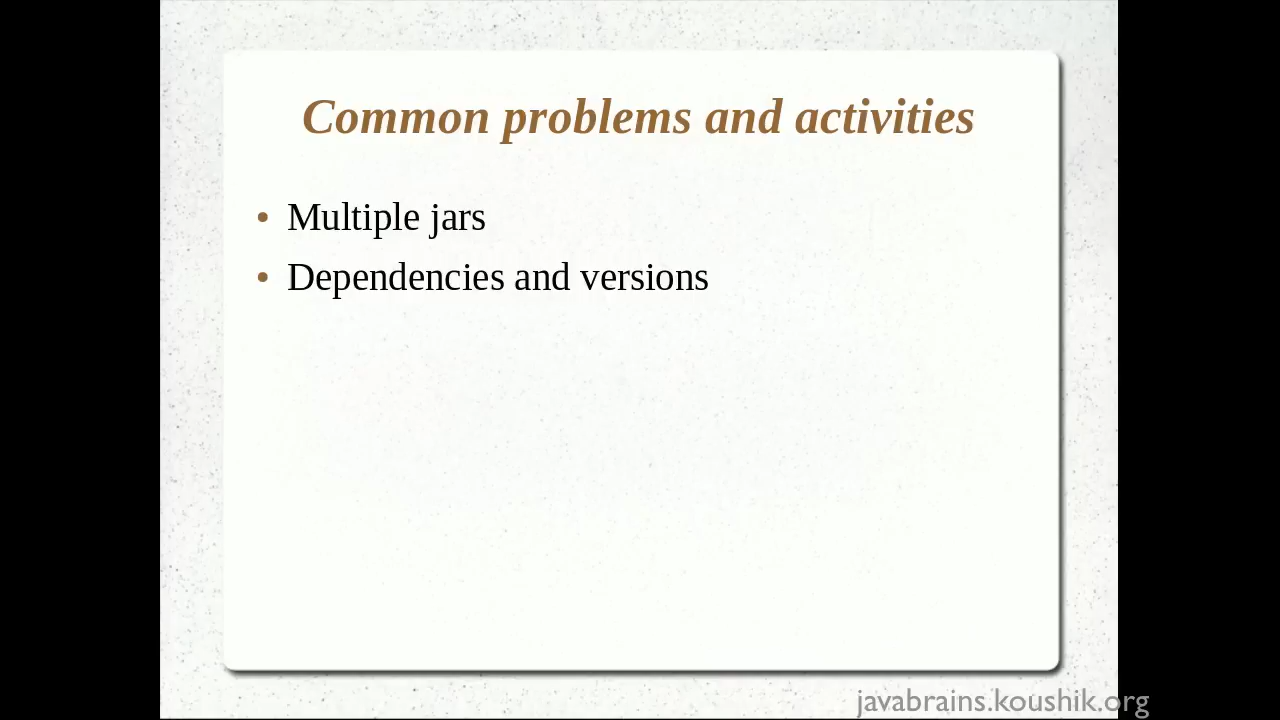 Common problems and activities
• Multiple jars
• Dependencies and versions
javabrains.koushik.org